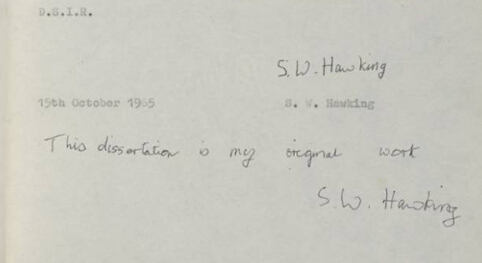 D.S.I.R.
S. W. Hawking
15th October 1965
S. W. Hawking
This dissertation is my original work
S. W. Hawking